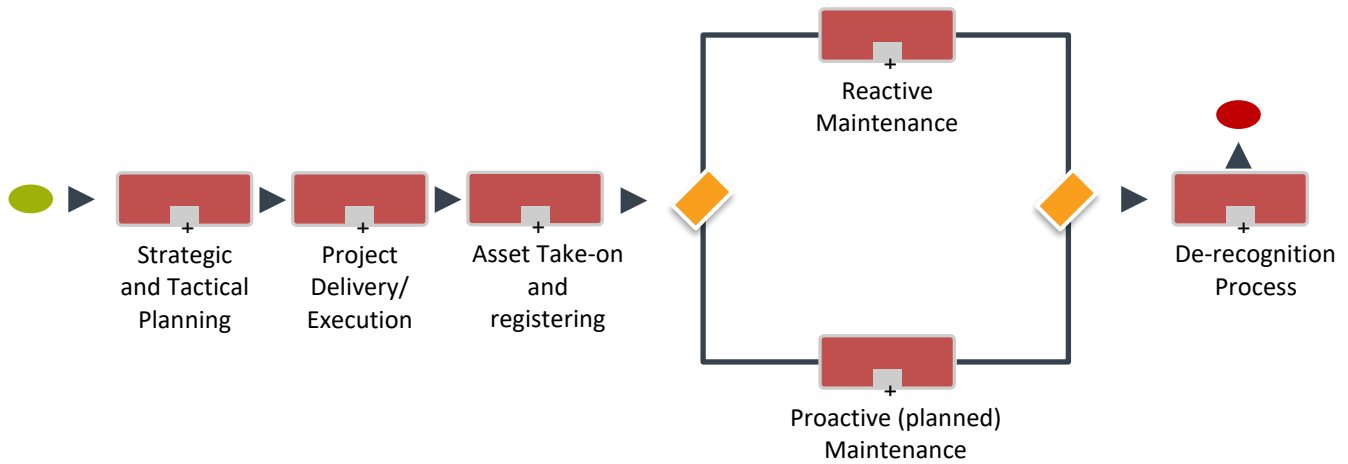 +
Reactive
Maintenance
+
Strategic
and Tactical
Planning
+
Project
Delivery/
Execution
+
Asset Take-on
and
registering
+
Proactive (planned)
Maintenance
+
De-recognition
Process